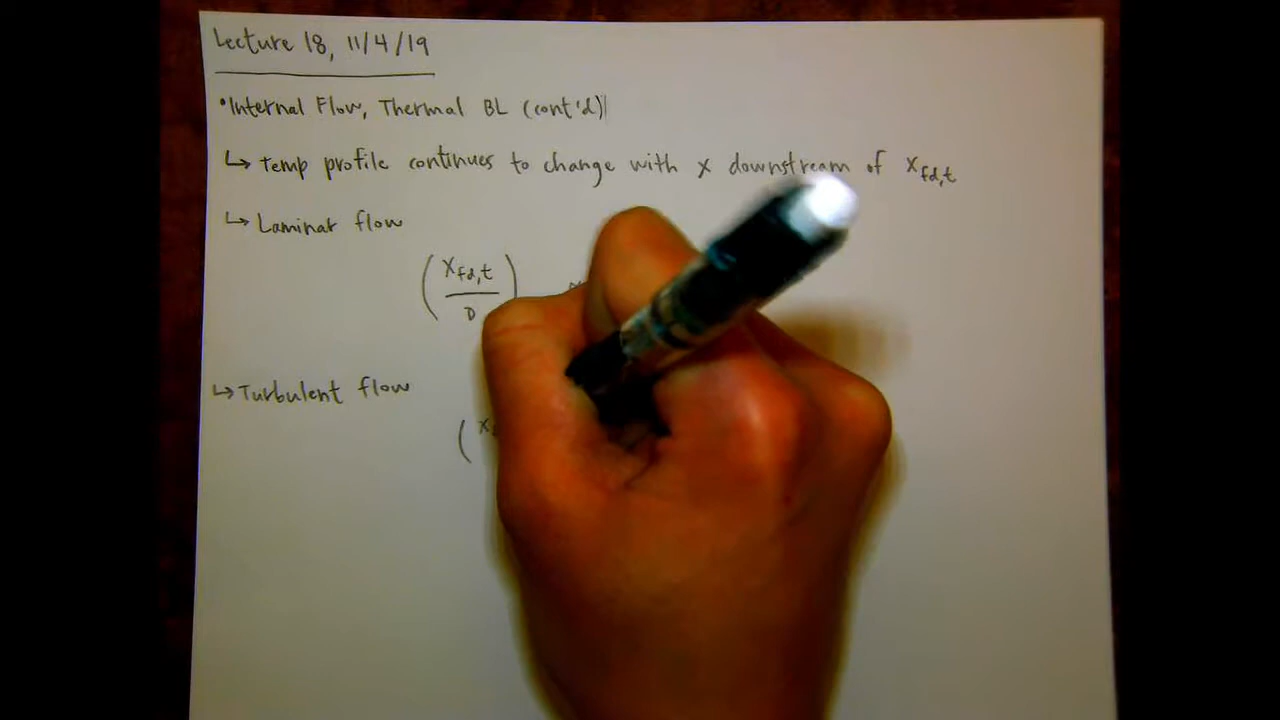 Lecture 18, 11/4/19
•Internal Flow, Thermal BL (cont'd)
↳ Temp profile continues to change with x downstream of x_fd,t
↳ Laminar flow
(x_fd,t / D) ≈
↳ Turbulent flow
(x